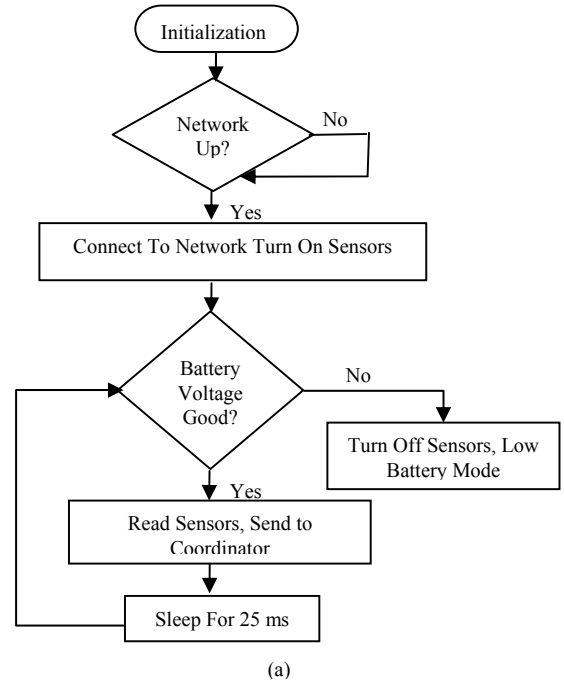 Initialization
Network
Up?
No
Yes
Connect To Network Turn On Sensors
Battery
Voltage
Good?
No
Turn Off Sensors, Low
Battery Mode
Yes
Read Sensors, Send to
Coordinator
Sleep For 25 ms
(a)